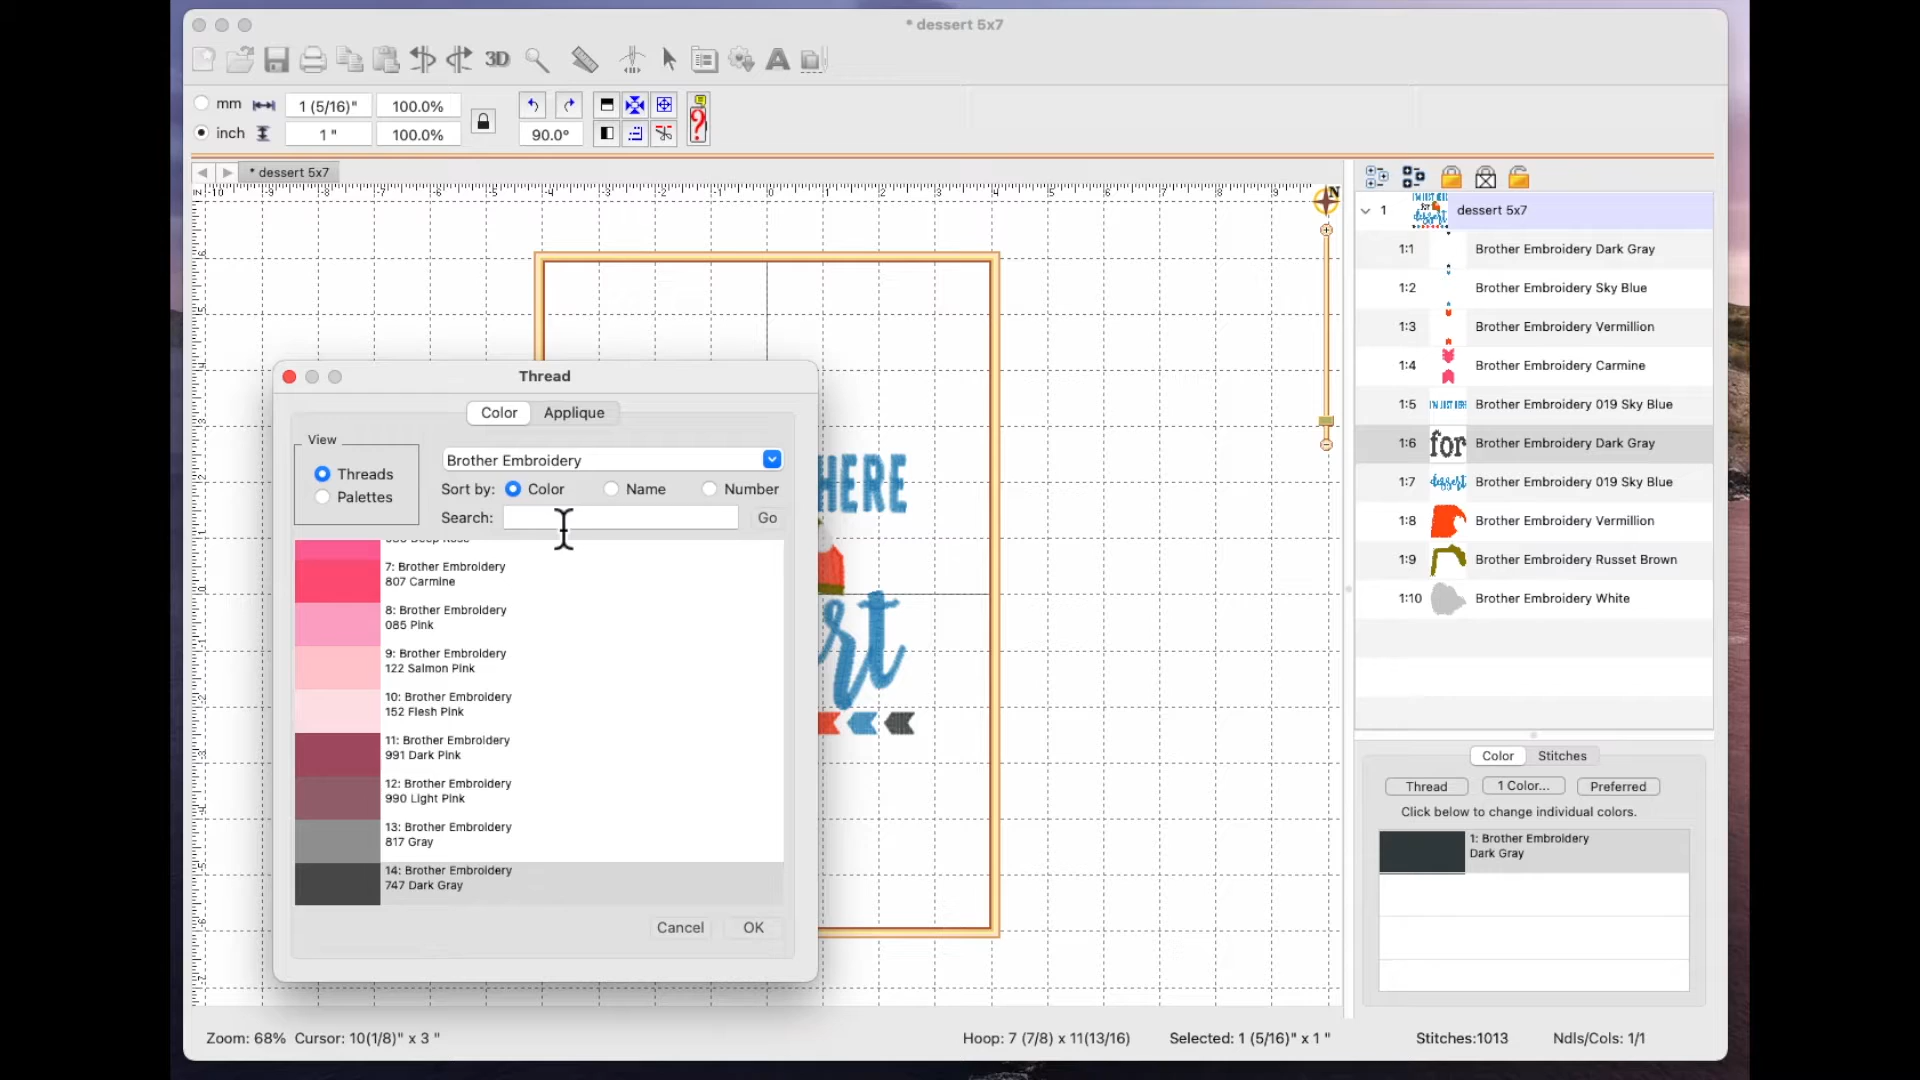 * dessert 5x7
3D
A
mm
1 (5/16)"
100.0%
inch
1 "
100.0%
90.0°
* dessert 5x7
N
1
dessert 5x7
1:1
Brother Embroidery Dark Gray
1:2
Brother Embroidery Sky Blue
1:3
Brother Embroidery Vermillion
1:4
Brother Embroidery Carmine
1:5
I'M JUST HERE
Brother Embroidery 019 Sky Blue
1:6
for
Brother Embroidery Dark Gray
1:7
dessert
Brother Embroidery 019 Sky Blue
1:8
Brother Embroidery Vermillion
1:9
Brother Embroidery Russet Brown
1:10
Brother Embroidery White
HERE
rt
Thread
Color
Applique
View
Threads
Palettes
Brother Embroidery
Sort by:
Color
Name
Number
Search:
Go
7: Brother Embroidery
807 Carmine
8: Brother Embroidery
085 Pink
9: Brother Embroidery
122 Salmon Pink
10: Brother Embroidery
152 Flesh Pink
11: Brother Embroidery
991 Dark Pink
12: Brother Embroidery
990 Light Pink
13: Brother Embroidery
817 Gray
14: Brother Embroidery
747 Dark Gray
Cancel
OK
Color
Stitches
Thread
1 Color...
Preferred
Click below to change individual colors.
1: Brother Embroidery
Dark Gray
Zoom: 68% Cursor: 10(1/8)" x 3 "
Hoop: 7 (7/8) x 11(13/16)
Selected: 1 (5/16)" x 1 "
Stitches:1013
Ndls/Cols: 1/1